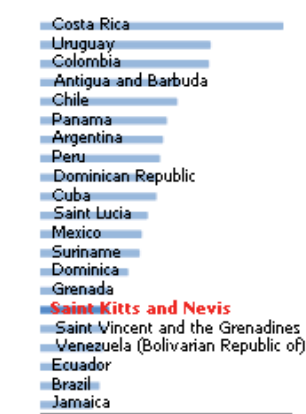 Costa Rica
Uruguay
Colombia
Antigua and Barbuda
Chile
Panama
Argentina
Peru
Dominican Republic
Cuba
Saint Lucia
Mexico
Suriname
Dominica
Grenada
Saint Kitts and Nevis
Saint Vincent and the Grenadines
Venezuela (Bolivarian Republic of)
Ecuador
Brazil
Jamaica